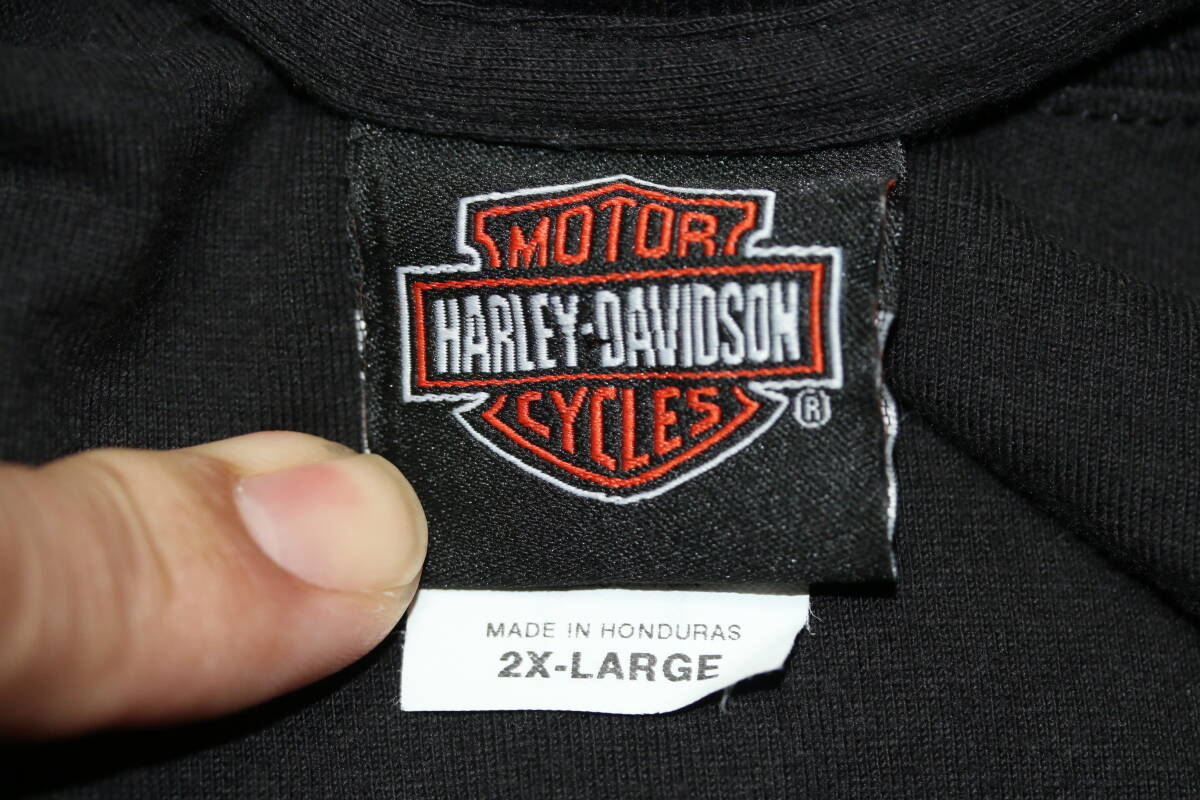 MOTOR
HARLEY-DAVIDSON
CYCLES
®
MADE IN HONDURAS
2X-LARGE